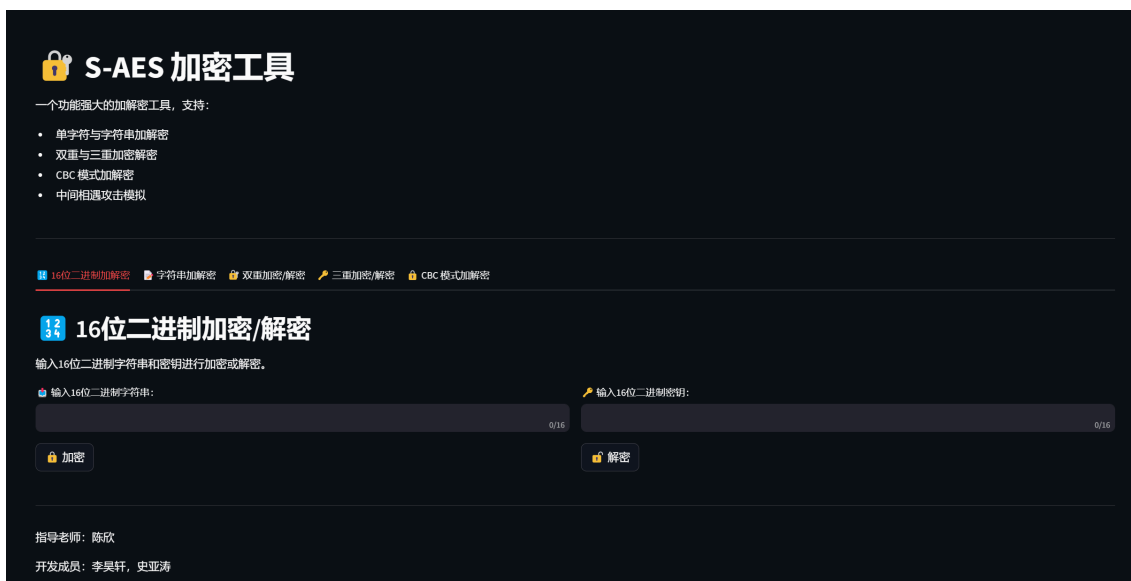 S-AES 加密工具
一个功能强大的加解密工具，支持：
单字符与字符串加解密
双重与三重加密解密
CBC 模式加解密
中间相遇攻击模拟
16位二进制加解密 字符串加解密 双重加密/解密 三重加密/解密 CBC 模式加解密
1234 16位二进制加密/解密
输入16位二进制字符串和密钥进行加密或解密。
输入16位二进制字符串： 输入16位二进制密钥：
0/16 0/16
加密 解密
指导老师：陈欣
开发成员：李昊轩，史亚涛